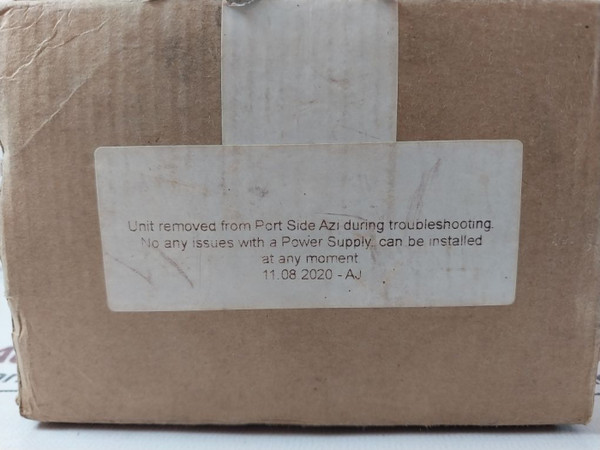 Unit removed from Port Side Azi during troubleshooting.
No any issues with a Power Supply, can be installed
at any moment
11.08.2020 - AJ